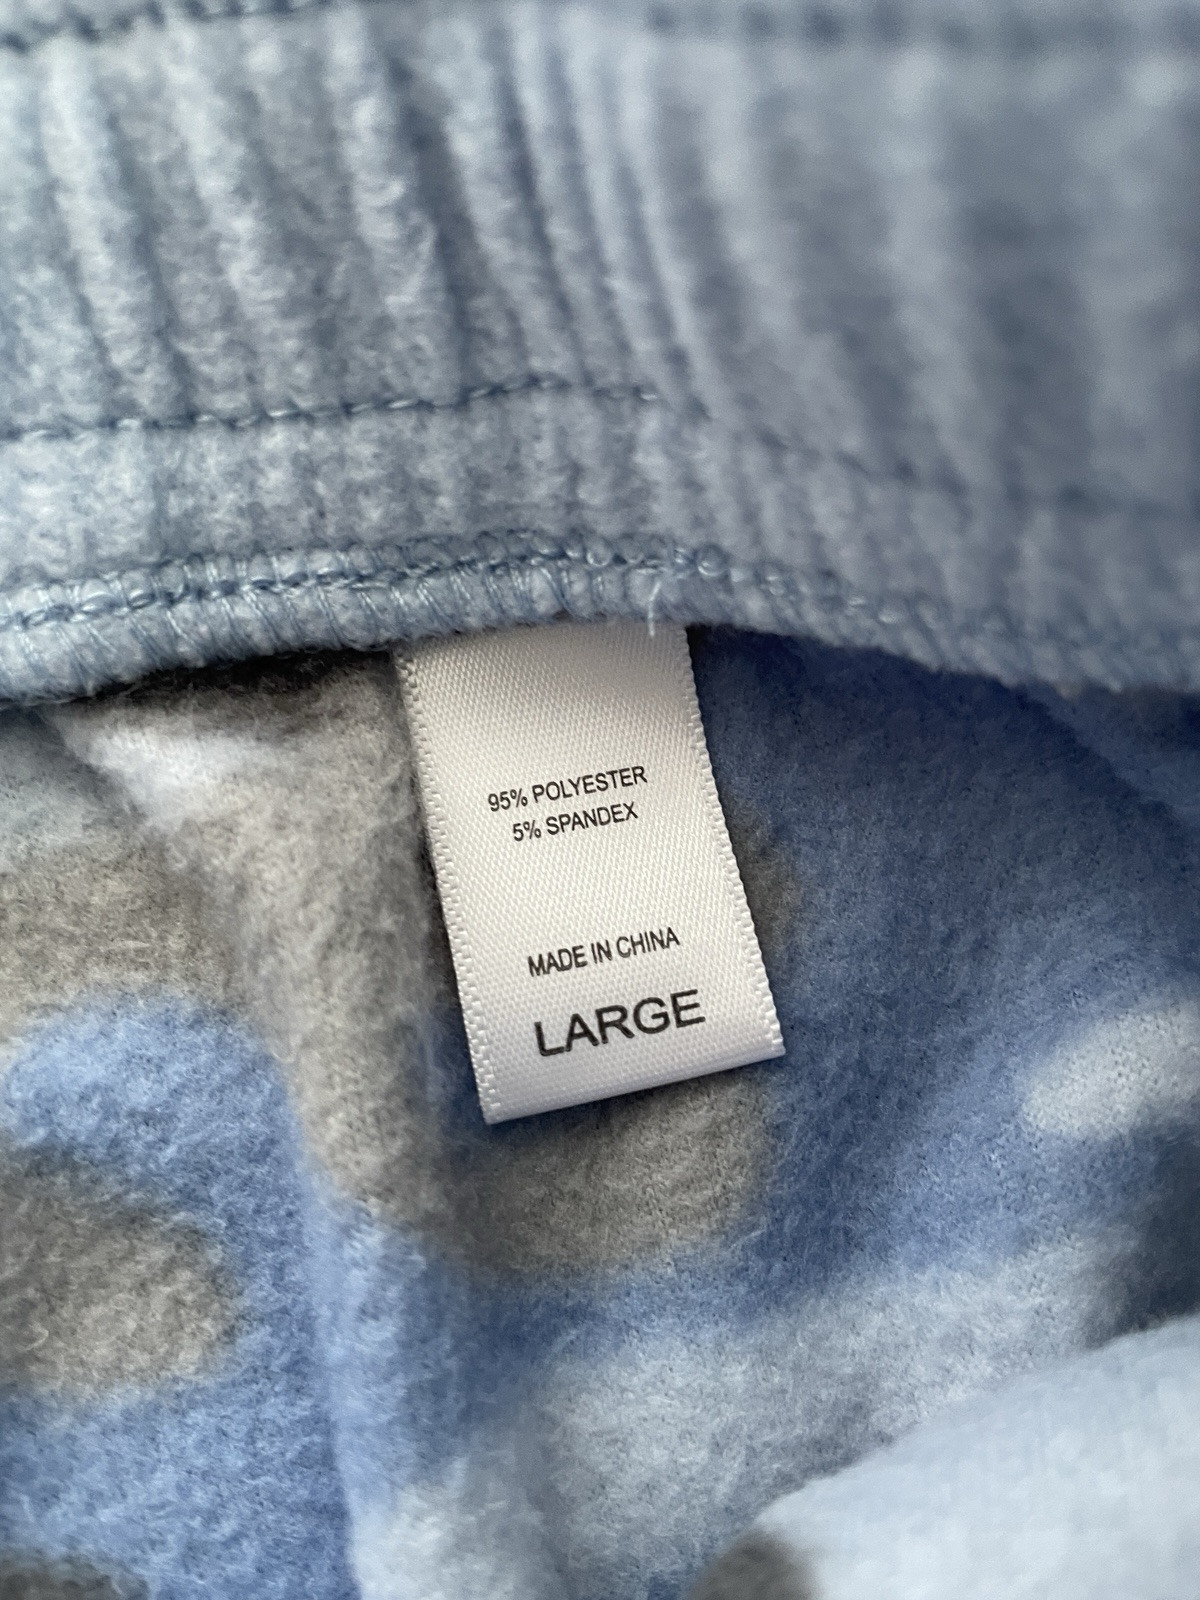 95% POLYESTER
5% SPANDEX
MADE IN CHINA
LARGE